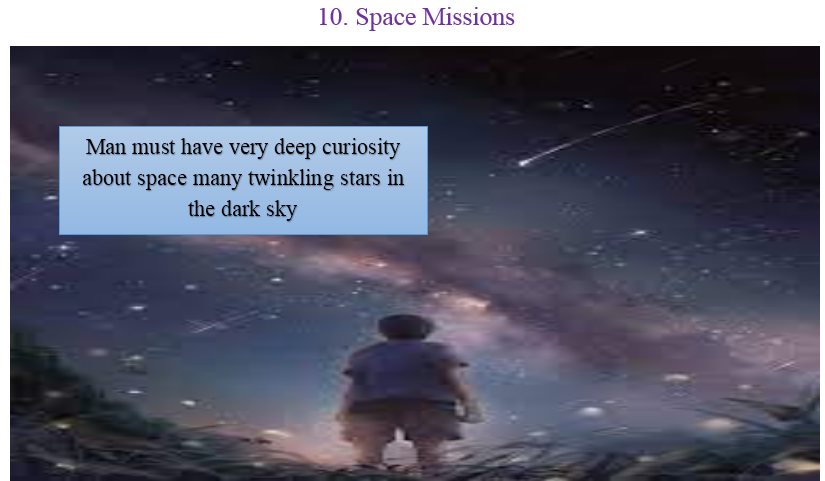 10. Space Missions
Man must have very deep curiosity
about space many twinkling stars in
the dark sky